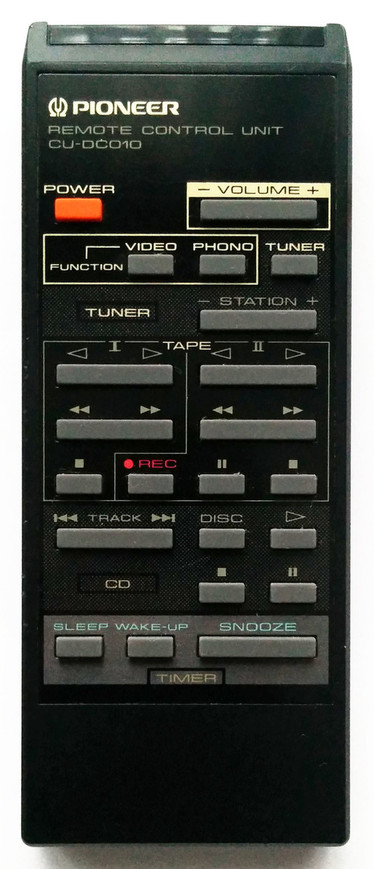 PIONEER
REMOTE CONTROL UNIT
CU-DC010
POWER
− VOLUME +
VIDEO PHONO TUNER
FUNCTION
− STATION +
TUNER
I TAPE II
REC
TRACK DISC
CD
SLEEP WAKE-UP SNOOZE
TIMER